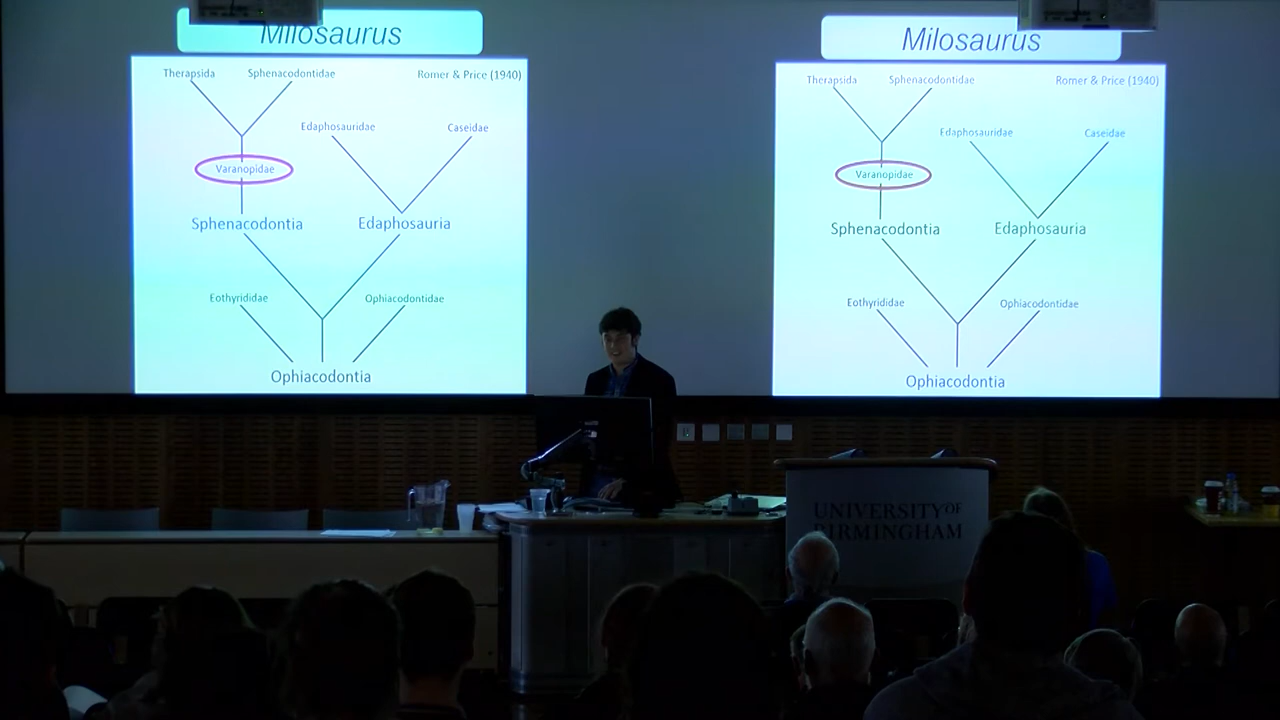 Milosaurus
Therapsida Sphenacodontidae Romer & Price (1940)
Edaphosauridae Caseidae
Varanopidae
Sphenacodontia Edaphosauria
Eothyrididae Ophiacodontidae
Ophiacodontia
Milosaurus
Therapsida Sphenacodontidae Romer & Price (1940)
Edaphosauridae Caseidae
Varanopidae
Sphenacodontia Edaphosauria
Eothyrididae Ophiacodontidae
Ophiacodontia
UNIVERSITY OF
BIRMINGHAM